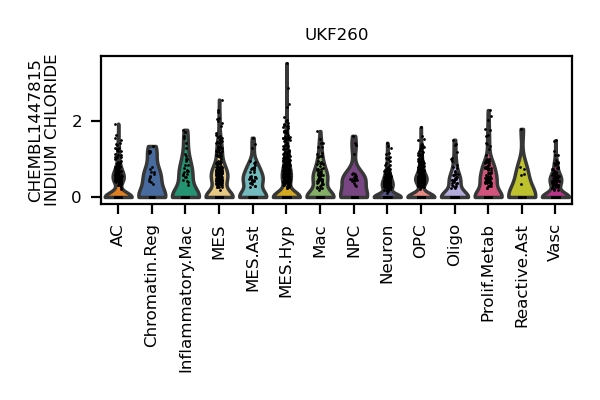 UKF260
CHEMBL1447815
INDIUM CHLORIDE
2
0
AC
Chromatin.Reg
Inflammatory.Mac
MES
MES.Ast
MES.Hyp
Mac
NPC
Neuron
OPC
Oligo
Prolif.Metab
Reactive.Ast
Vasc